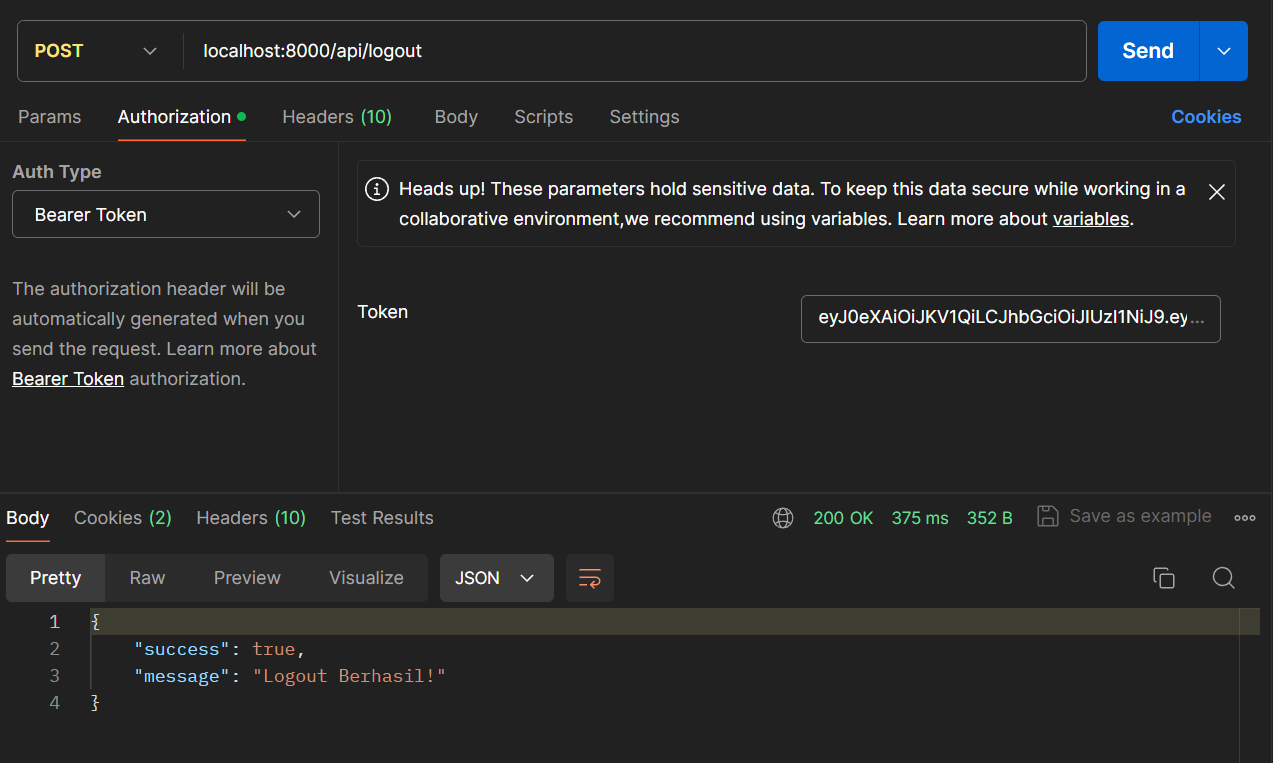 POST localhost:8000/api/logout Send
Params Authorization Headers (10) Body Scripts Settings Cookies
Auth Type
Bearer Token
The authorization header will be
automatically generated when you
send the request. Learn more about
Bearer Token authorization.
Heads up! These parameters hold sensitive data. To keep this data secure while working in a
collaborative environment,we recommend using variables. Learn more about variables.
Token eyJ0eXAiOiJKV1QiLCJhbGciOiJIUzI1NiJ9.ey...
Body Cookies (2) Headers (10) Test Results 200 OK 375 ms 352 B Save as example
Pretty Raw Preview Visualize JSON
1 {
2 "success": true,
3 "message": "Logout Berhasil!"
4 }